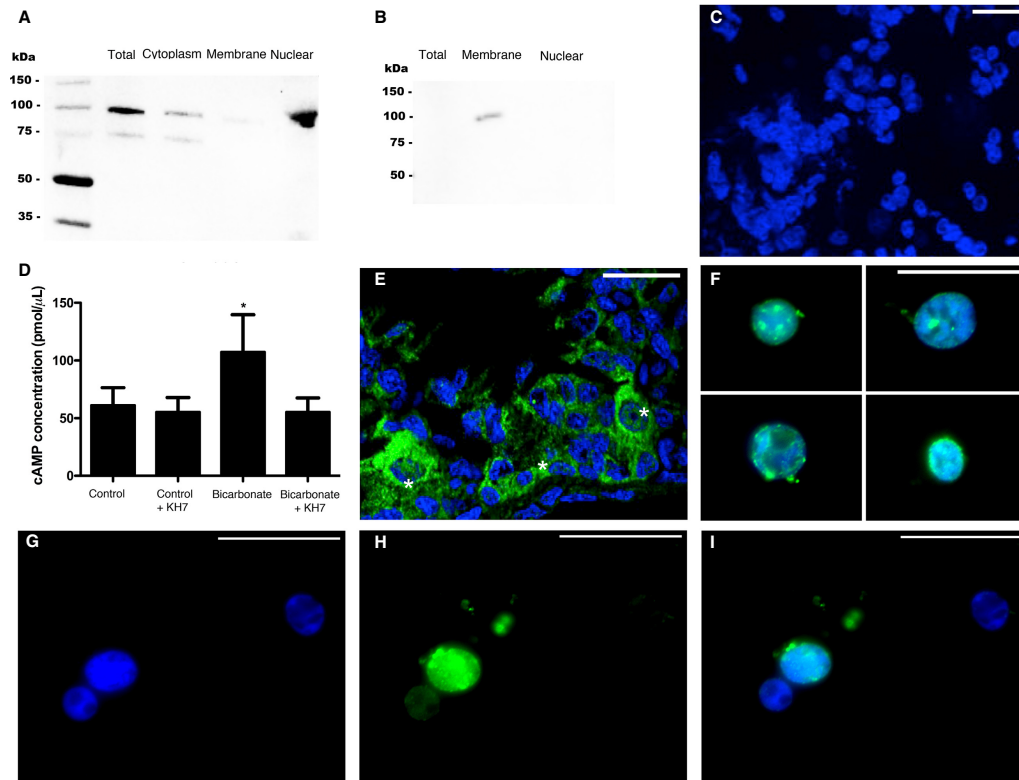 A
kDa
Total Cytoplasm Membrane Nuclear
150 -
100 -
75 -
50 -
35 -
B
Total Membrane Nuclear
kDa
150 -
100 -
75 -
50 -
C
D
cAMP concentration (pmol/µL)
150
100
50
0
*
Control
Control
+ KH7
Bicarbonate
Bicarbonate
+ KH7
E
*
*
*
F
G
H
I